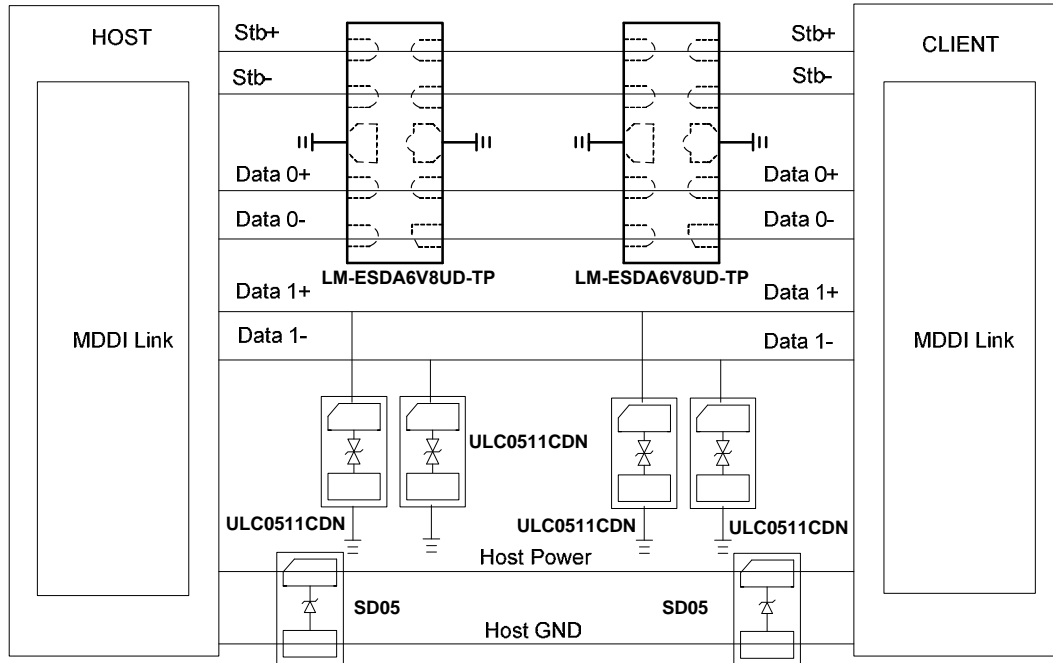 HOST
CLIENT
Stb+
Stb+
Stb-
Stb-
Data 0+
Data 0+
Data 0-
Data 0-
LM-ESDA6V8UD-TP
LM-ESDA6V8UD-TP
Data 1+
Data 1+
MDDI Link
Data 1-
Data 1-
MDDI Link
ULC0511CDN
ULC0511CDN
ULC0511CDN
ULC0511CDN
Host Power
SD05
SD05
Host GND